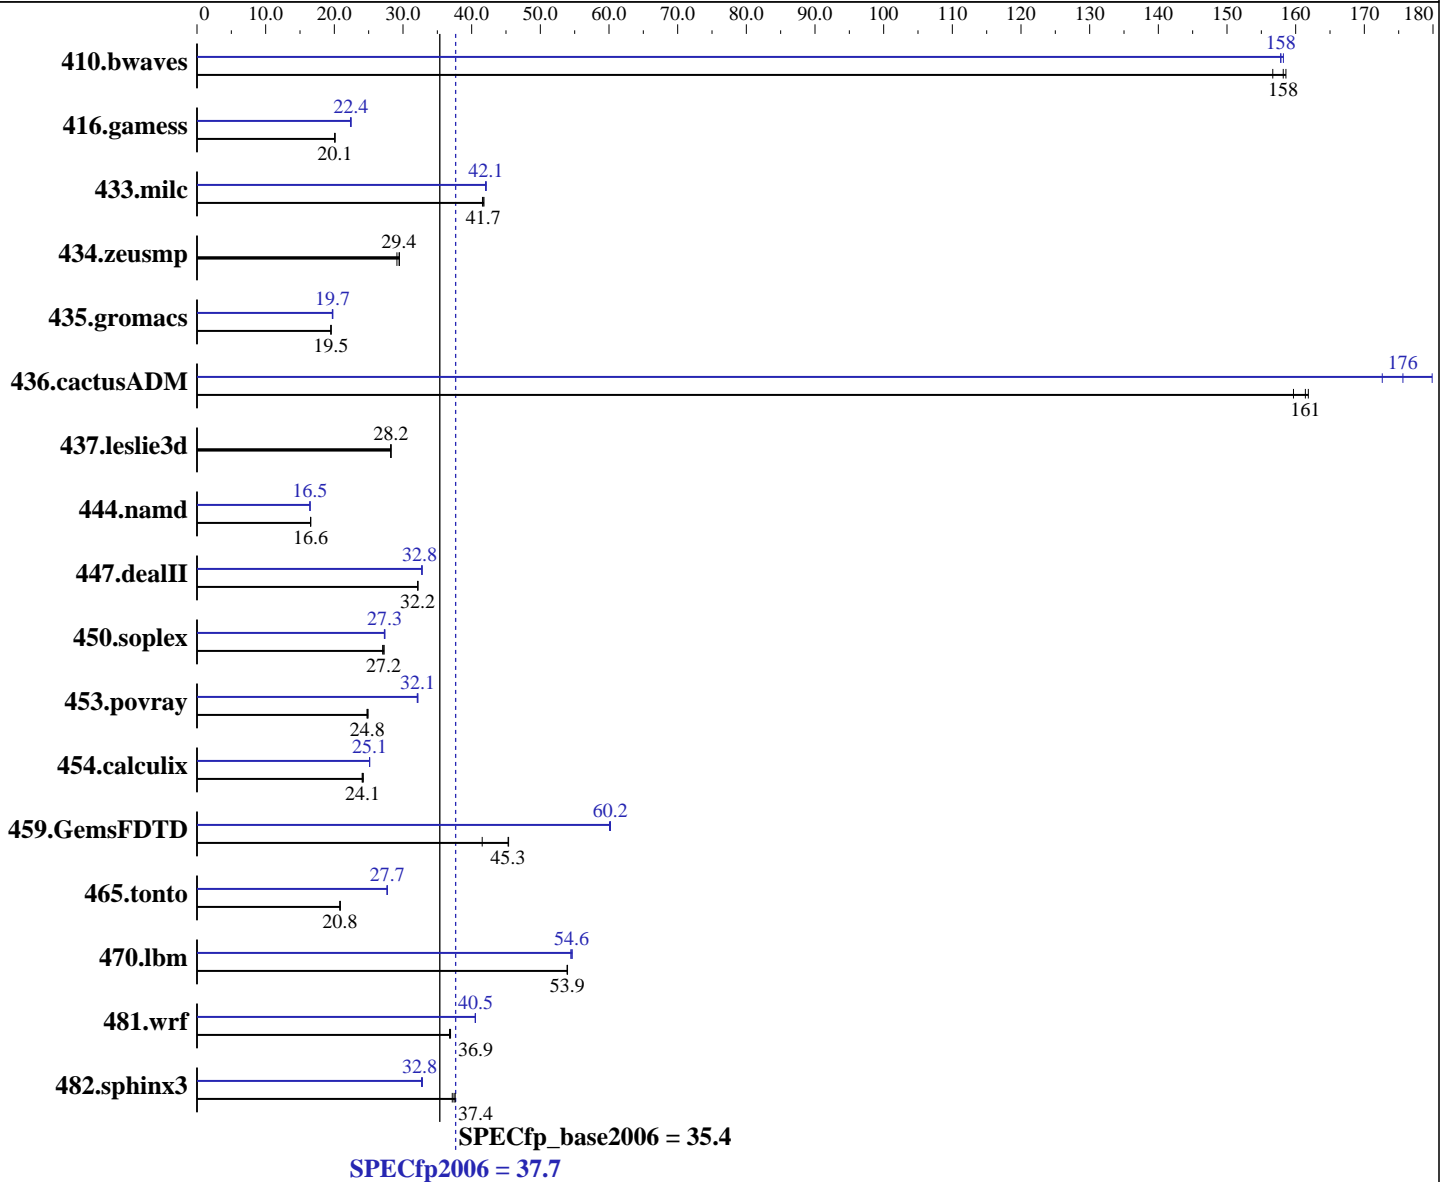 0 10.0 20.0 30.0 40.0 50.0 60.0 70.0 80.0 90.0 100 110 120 130 140 150 160 170 180
158
410.bwaves
158
22.4
416.gamess
20.1
42.1
433.milc
41.7
29.4
434.zeusmp
19.7
435.gromacs
19.5
176
436.cactusADM
161
28.2
437.leslie3d
16.5
444.namd
16.6
32.8
447.dealII
32.2
27.3
450.soplex
27.2
32.1
453.povray
24.8
25.1
454.calculix
24.1
60.2
459.GemsFDTD
45.3
27.7
465.tonto
20.8
54.6
470.lbm
53.9
40.5
481.wrf
36.9
32.8
482.sphinx3
37.4
SPECfp_base2006 = 35.4
SPECfp2006 = 37.7